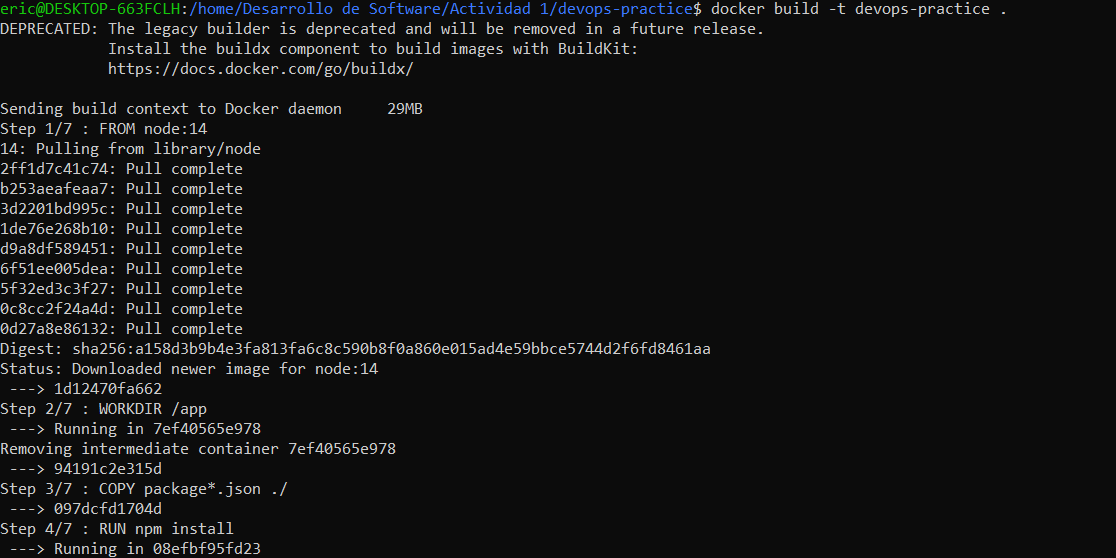 eric@DESKTOP-663FCLH:/home/Desarrollo de Software/Actividad 1/devops-practice$ docker build -t devops-practice .
DEPRECATED: The legacy builder is deprecated and will be removed in a future release.
            Install the buildx component to build images with BuildKit:
            https://docs.docker.com/go/buildx/

Sending build context to Docker daemon     29MB
Step 1/7 : FROM node:14
14: Pulling from library/node
2ff1d7c41c74: Pull complete
b253aeafeaa7: Pull complete
3d2201bd995c: Pull complete
1de76e268b10: Pull complete
d9a8df589451: Pull complete
6f51ee005dea: Pull complete
5f32ed3c3f27: Pull complete
0c8cc2f24a4d: Pull complete
0d27a8e86132: Pull complete
Digest: sha256:a158d3b9b4e3fa813fa6c8c590b8f0a860e015ad4e59bbce5744d2f6fd8461aa
Status: Downloaded newer image for node:14
 ---> 1d12470fa662
Step 2/7 : WORKDIR /app
 ---> Running in 7ef40565e978
Removing intermediate container 7ef40565e978
 ---> 94191c2e315d
Step 3/7 : COPY package*.json ./
 ---> 097dcfd1704d
Step 4/7 : RUN npm install
 ---> Running in 08efbf95fd23